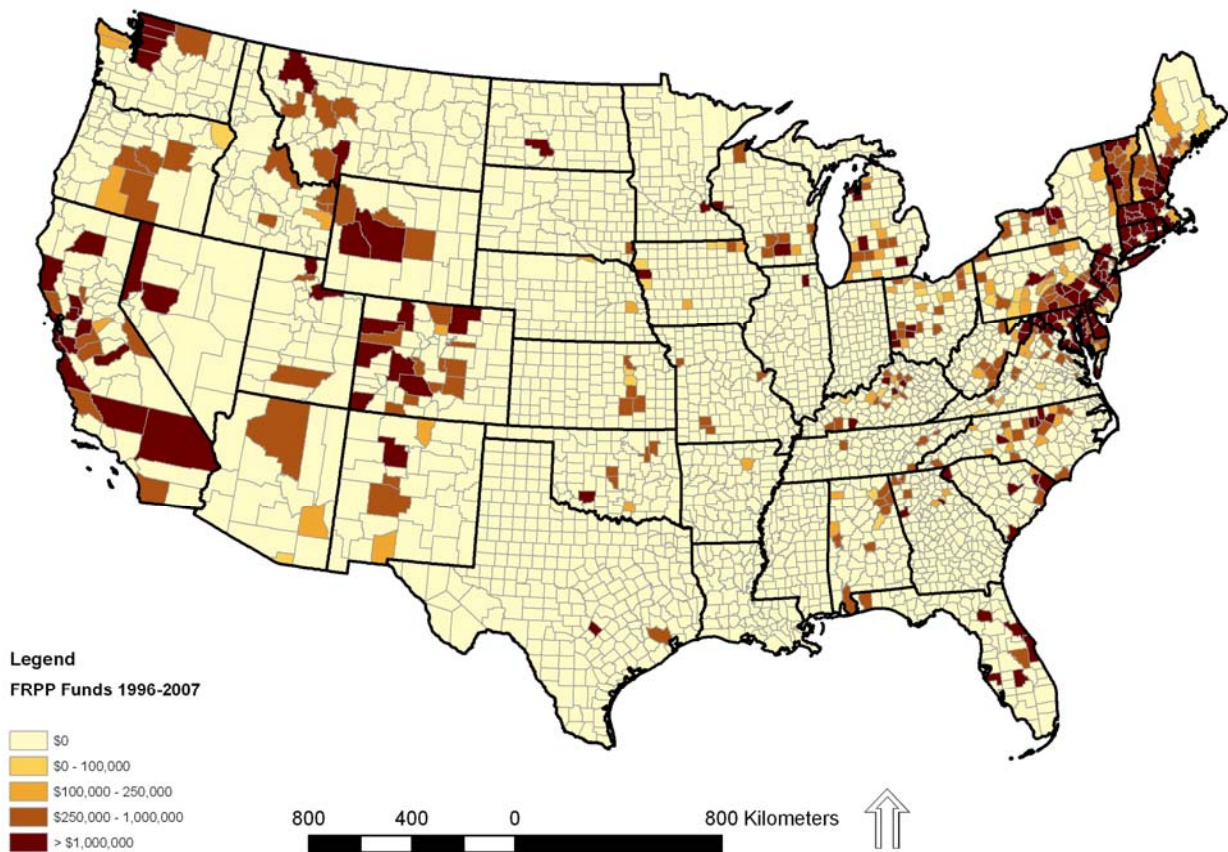 Legend
FRPP Funds 1996-2007
$0
$0 - 100,000
$100,000 - 250,000
$250,000 - 1,000,000
> $1,000,000
800 400 0 800 Kilometers